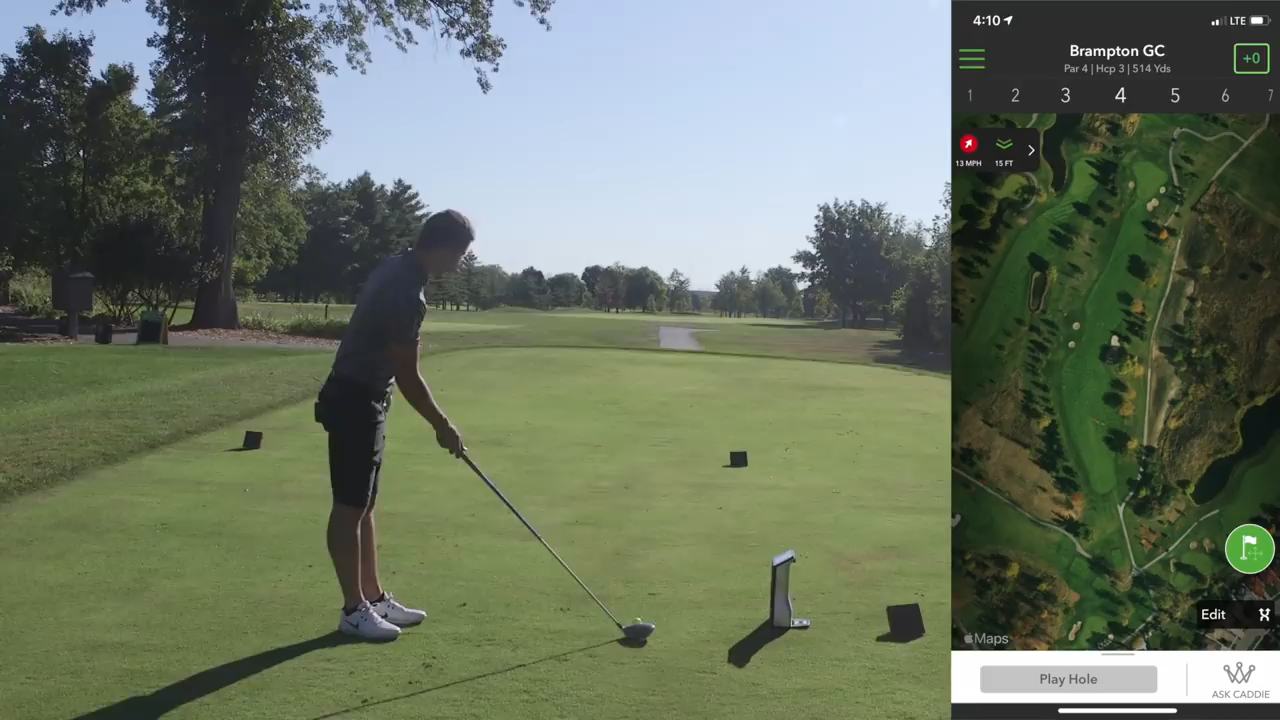 4:10
LTE
Brampton GC
+0
Par 4 | Hcp 3 | 514 Yds
1 2 3 4 5 6 7
13 MPH
15 FT
Edit
Maps
Play Hole
ASK CADDIE